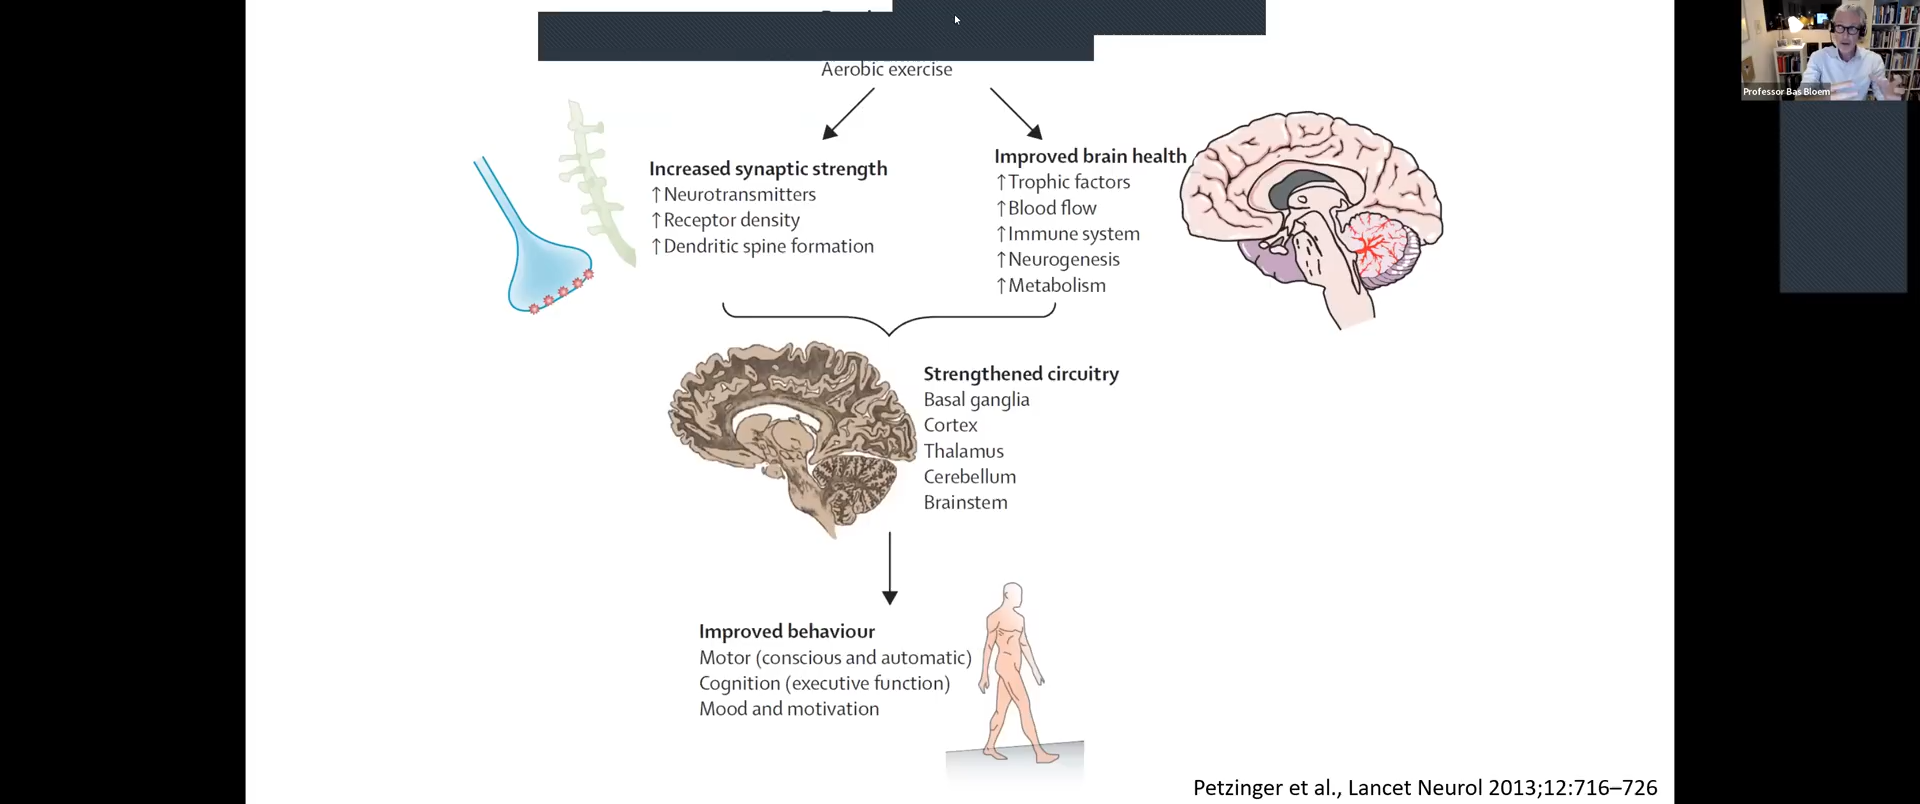 Aerobic exercise
Increased synaptic strength
↑Neurotransmitters
↑Receptor density
↑Dendritic spine formation
Improved brain health
↑Trophic factors
↑Blood flow
↑Immune system
↑Neurogenesis
↑Metabolism
Strengthened circuitry
Basal ganglia
Cortex
Thalamus
Cerebellum
Brainstem
Improved behaviour
Motor (conscious and automatic)
Cognition (executive function)
Mood and motivation
Petzinger et al., Lancet Neurol 2013;12:716–726
Professor Bas Bloem